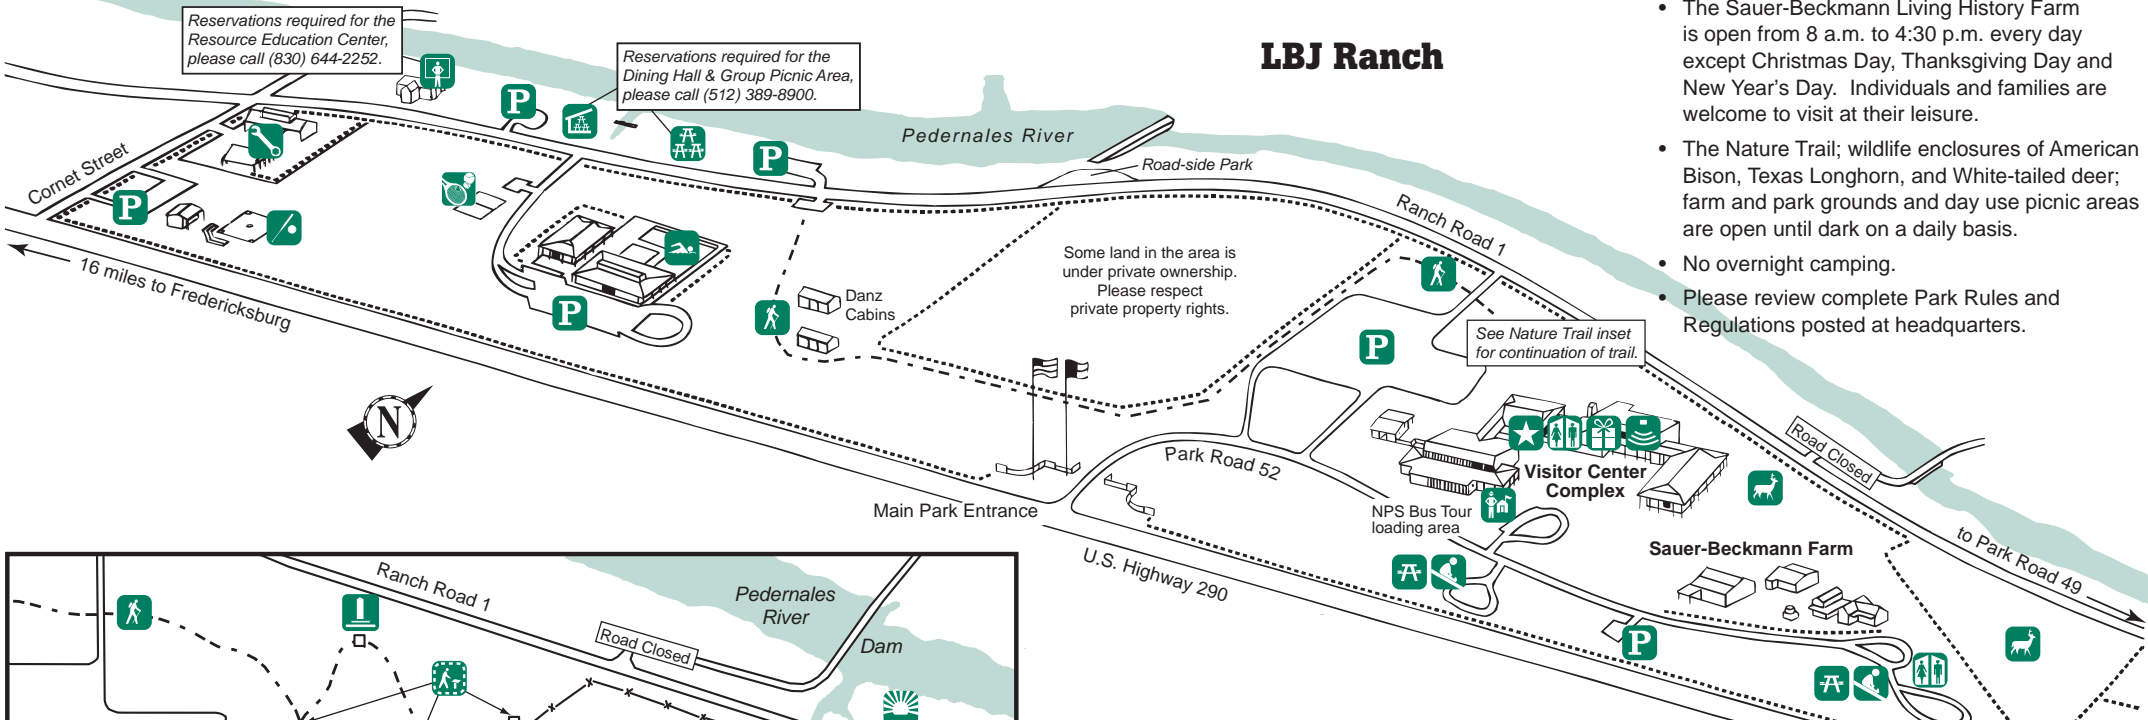 Reservations required for the
Resource Education Center,
please call (830) 644-2252.
Reservations required for the
Dining Hall & Group Picnic Area,
please call (512) 389-8900.
LBJ Ranch
• The Sauer-Beckmann Living History Farm
is open from 8 a.m. to 4:30 p.m. every day
except Christmas Day, Thanksgiving Day and
New Year's Day.  Individuals and families are
welcome to visit at their leisure.
• The Nature Trail; wildlife enclosures of American
Bison, Texas Longhorn, and White-tailed deer;
farm and park grounds and day use picnic areas
are open until dark on a daily basis.
• No overnight camping.
• Please review complete Park Rules and
Regulations posted at headquarters.
P
Pedernales River
P
Road-side Park
Cornet Street
P
Ranch Road 1
16 miles to Fredericksburg
P
Danz
Cabins
Some land in the area is
under private ownership.
Please respect
private property rights.
P
See Nature Trail inset
for continuation of trail.
N
Park Road 52
Main Park Entrance
Visitor Center
Complex
NPS Bus Tour
loading area
Road Closed
U.S. Highway 290
Sauer-Beckmann Farm
to Park Road 49
P
Ranch Road 1
Pedernales
River
Road Closed
Dam